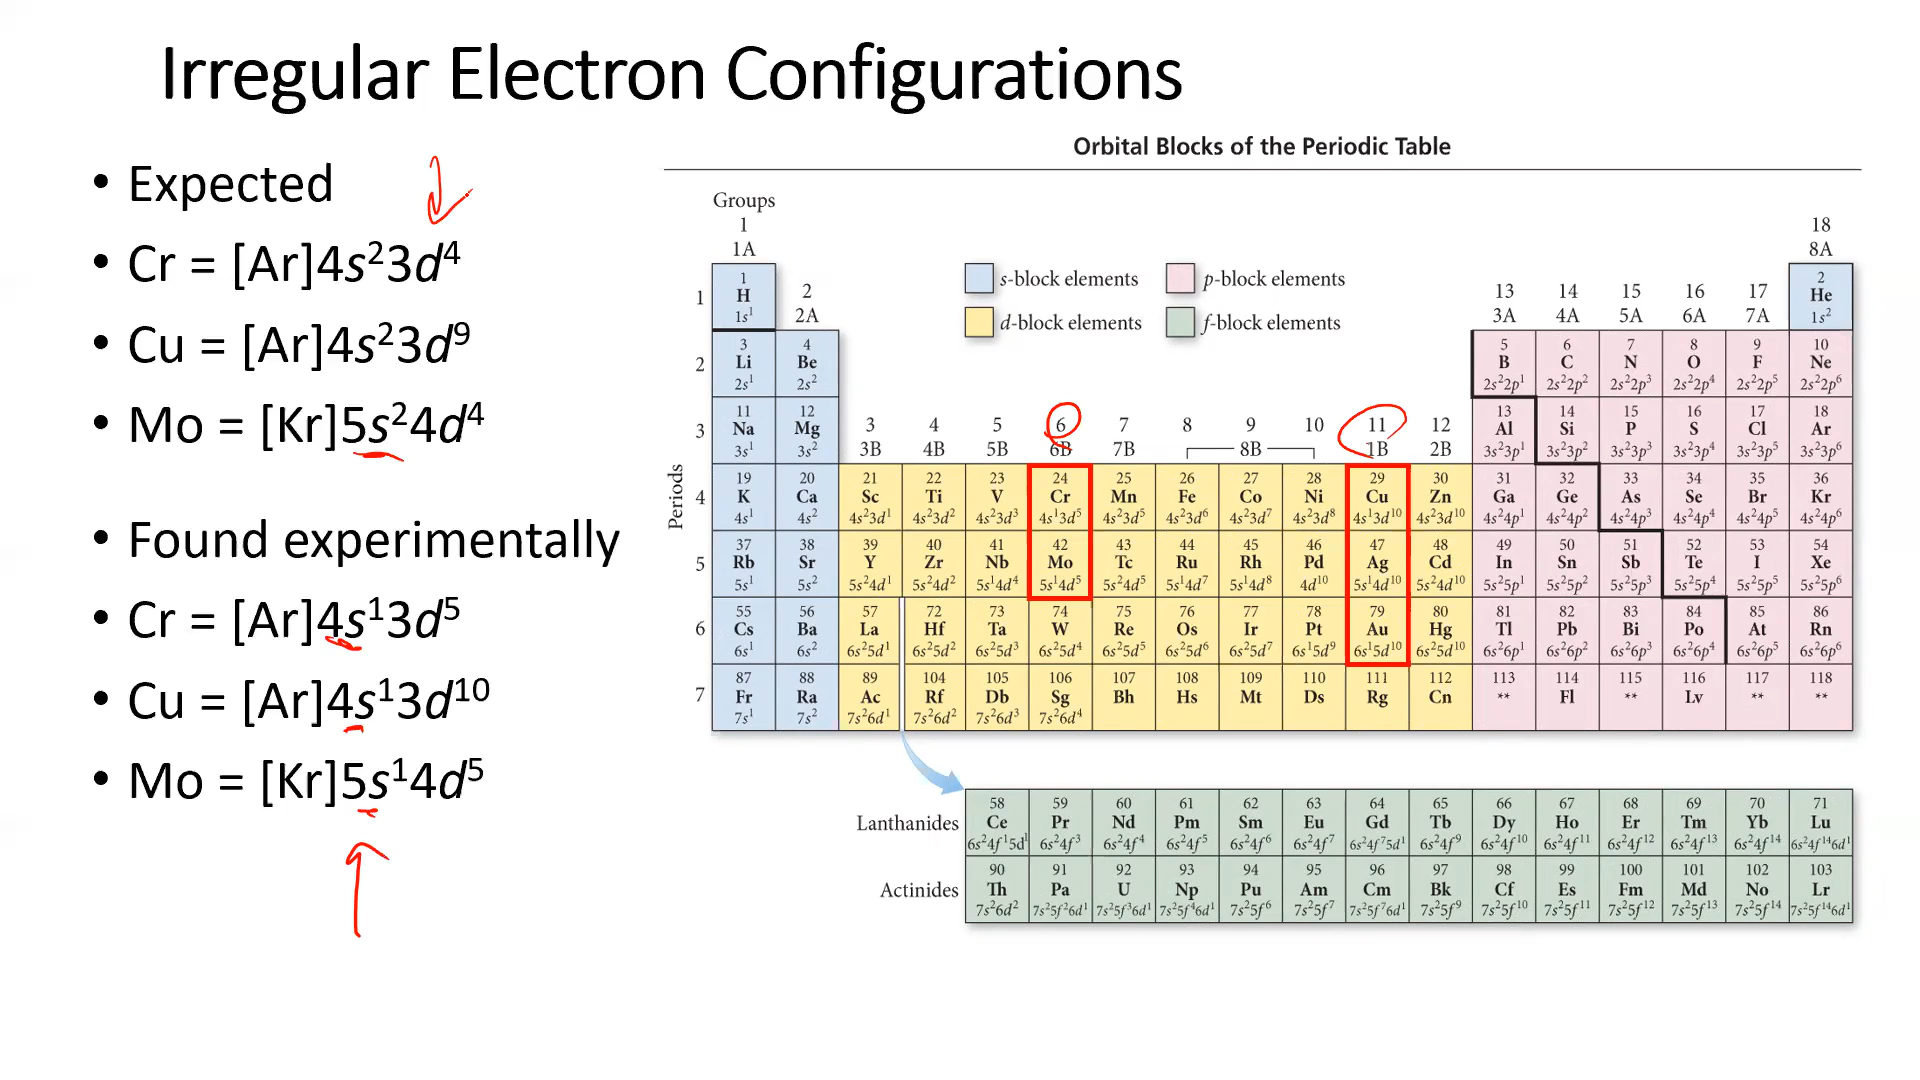 Irregular Electron Configurations
• Expected
• Cr = [Ar]4s²3d⁴
• Cu = [Ar]4s²3d⁹
• Mo = [Kr]5s²4d⁴
• Found experimentally
• Cr = [Ar]4s¹3d⁵
• Cu = [Ar]4s¹3d¹⁰
• Mo = [Kr]5s¹4d⁵
Orbital Blocks of the Periodic Table
Groups
1 18
1A 8A
s-block elements p-block elements
d-block elements f-block elements
2 13 14 15 16 17
2A 3A 4A 5A 6A 7A
3 4 5 6 7 8 9 10 11 12
3B 4B 5B 6B 7B 8B 1B 2B
Periods
1
1 2
H He
1s¹ 1s²
2
3 4 5 6 7 8 9 10
Li Be B C N O F Ne
2s¹ 2s² 2s²2p¹ 2s²2p² 2s²2p³ 2s²2p⁴ 2s²2p⁵ 2s²2p⁶
3
11 12 13 14 15 16 17 18
Na Mg Al Si P S Cl Ar
3s¹ 3s² 3s²3p¹ 3s²3p² 3s²3p³ 3s²3p⁴ 3s²3p⁵ 3s²3p⁶
4
19 20 21 22 23 24 25 26 27 28 29 30 31 32 33 34 35 36
K Ca Sc Ti V Cr Mn Fe Co Ni Cu Zn Ga Ge As Se Br Kr
4s¹ 4s² 4s²3d¹ 4s²3d² 4s²3d³ 4s¹3d⁵ 4s²3d⁵ 4s²3d⁶ 4s²3d⁷ 4s²3d⁸ 4s¹3d¹⁰ 4s²3d¹⁰ 4s²4p¹ 4s²4p² 4s²4p³ 4s²4p⁴ 4s²4p⁵ 4s²4p⁶
5
37 38 39 40 41 42 43 44 45 46 47 48 49 50 51 52 53 54
Rb Sr Y Zr Nb Mo Tc Ru Rh Pd Ag Cd In Sn Sb Te I Xe
5s¹ 5s² 5s²4d¹ 5s²4d² 5s¹4d⁴ 5s¹4d⁵ 5s²4d⁵ 5s¹4d⁷ 5s¹4d⁸ 4d¹⁰ 5s¹4d¹⁰ 5s²4d¹⁰ 5s²5p¹ 5s²5p² 5s²5p³ 5s²5p⁴ 5s²5p⁵ 5s²5p⁶
6
55 56 57 72 73 74 75 76 77 78 79 80 81 82 83 84 85 86
Cs Ba La Hf Ta W Re Os Ir Pt Au Hg Tl Pb Bi Po At Rn
6s¹ 6s² 6s²5d¹ 6s²5d² 6s²5d³ 6s²5d⁴ 6s²5d⁵ 6s²5d⁶ 6s²5d⁷ 6s¹5d⁹ 6s¹5d¹⁰ 6s²5d¹⁰ 6s²6p¹ 6s²6p² 6s²6p³ 6s²6p⁴ 6s²6p⁵ 6s²6p⁶
7
87 88 89 104 105 106 107 108 109 110 111 112 113 114 115 116 117 118
Fr Ra Ac Rf Db Sg Bh Hs Mt Ds Rg Cn ** Fl ** Lv ** **
7s¹ 7s² 7s²6d¹ 7s²6d² 7s²6d³ 7s²6d⁴
Lanthanides
58 59 60 61 62 63 64 65 66 67 68 69 70 71
Ce Pr Nd Pm Sm Eu Gd Tb Dy Ho Er Tm Yb Lu
6s²4f¹5d¹ 6s²4f³ 6s²4f⁴ 6s²4f⁵ 6s²4f⁶ 6s²4f⁷ 6s²4f⁷5d¹ 6s²4f⁹ 6s²4f¹⁰ 6s²4f¹¹ 6s²4f¹² 6s²4f¹³ 6s²4f¹⁴ 6s²4f¹⁴6d¹
Actinides
90 91 92 93 94 95 96 97 98 99 100 101 102 103
Th Pa U Np Pu Am Cm Bk Cf Es Fm Md No Lr
7s²6d² 7s²5f²6d¹ 7s²5f³6d¹ 7s²5f⁴6d¹ 7s²5f⁶ 7s²5f⁷ 7s²5f⁷6d¹ 7s²5f⁹ 7s²5f¹⁰ 7s²5f¹¹ 7s²5f¹² 7s²5f¹³ 7s²5f¹⁴ 7s²5f¹⁴6d¹